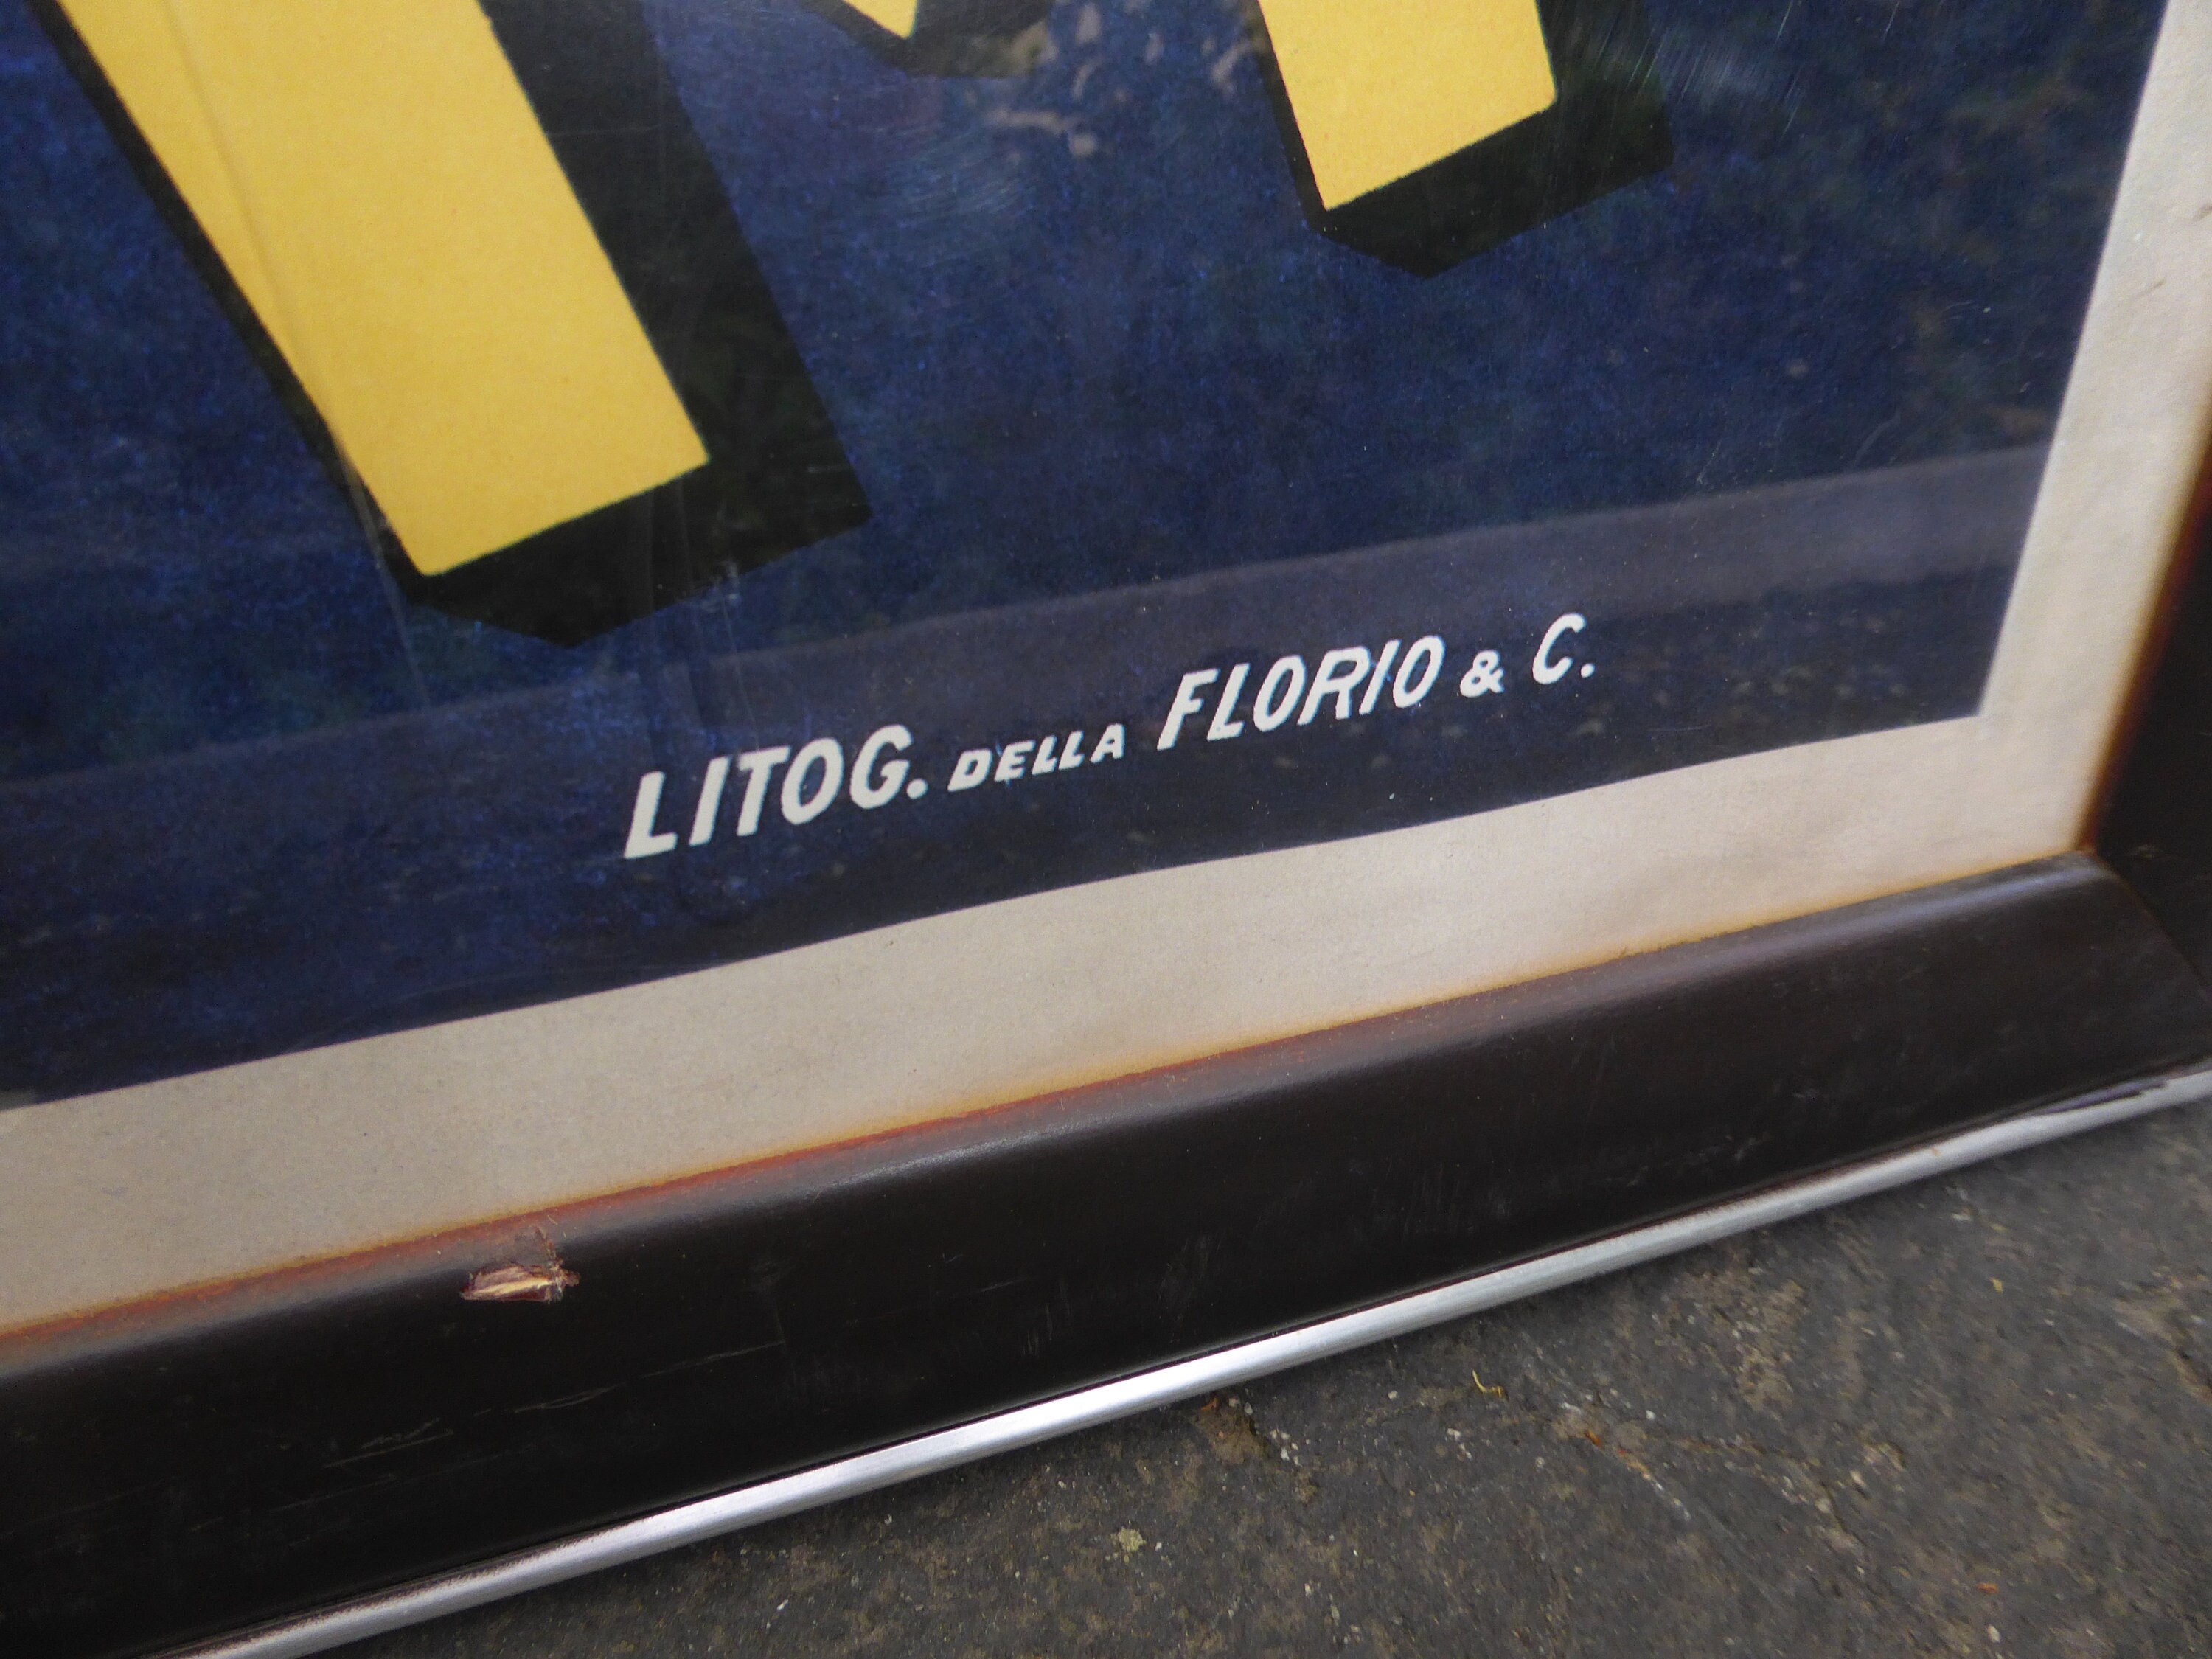 LITOG. DELLA FLORIO & C.